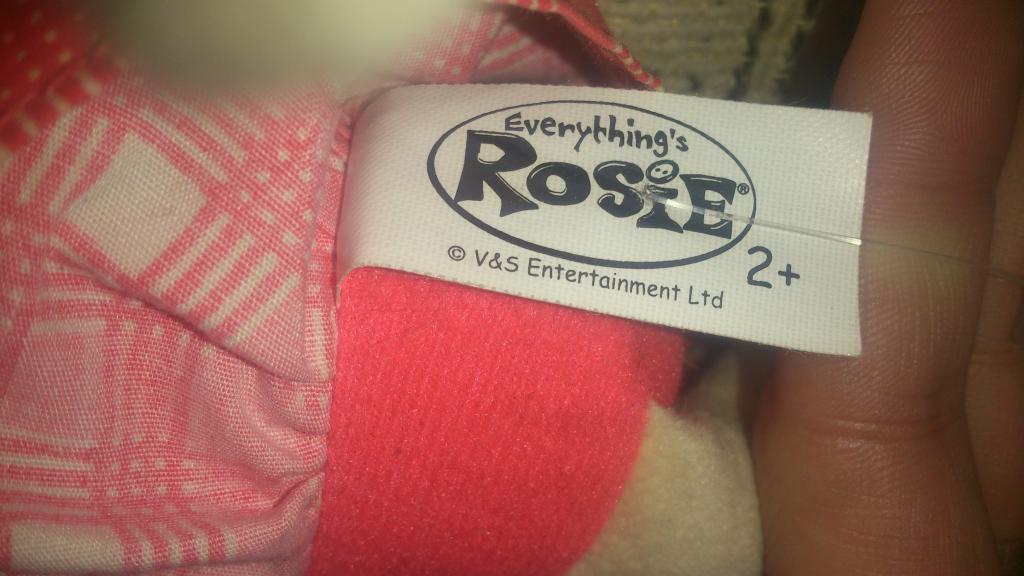 Everything's
RosiE®
© V&S Entertainment Ltd
2+